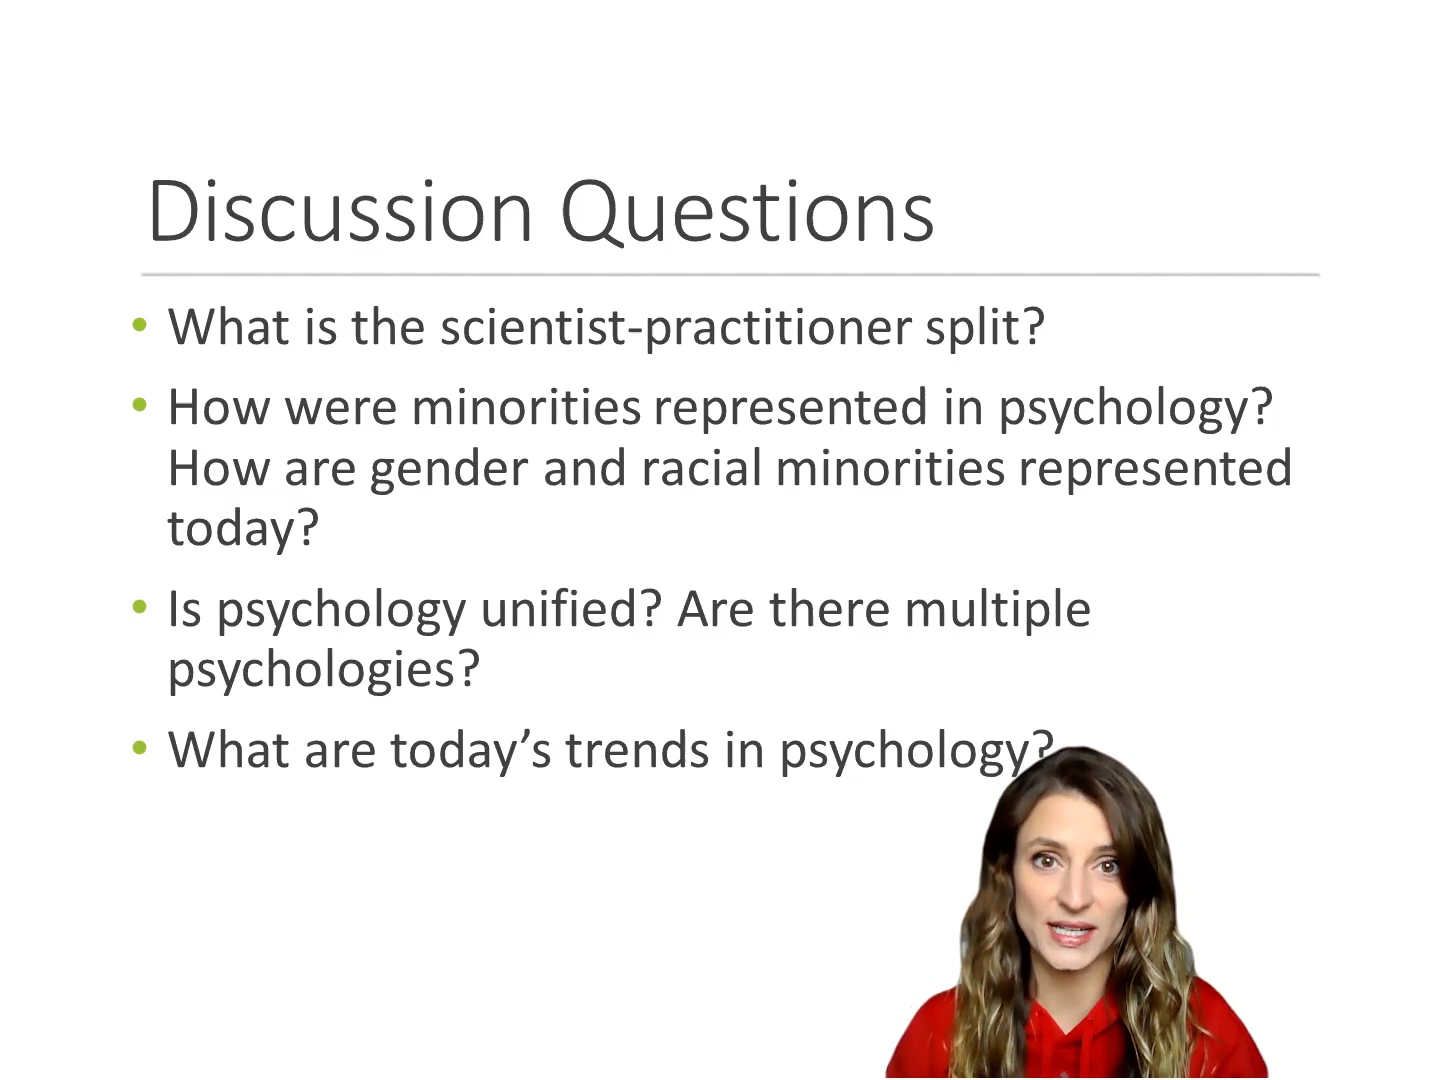 Discussion Questions
• What is the scientist-practitioner split?
• How were minorities represented in psychology?
How are gender and racial minorities represented
today?
• Is psychology unified? Are there multiple
psychologies?
• What are today’s trends in psychology?